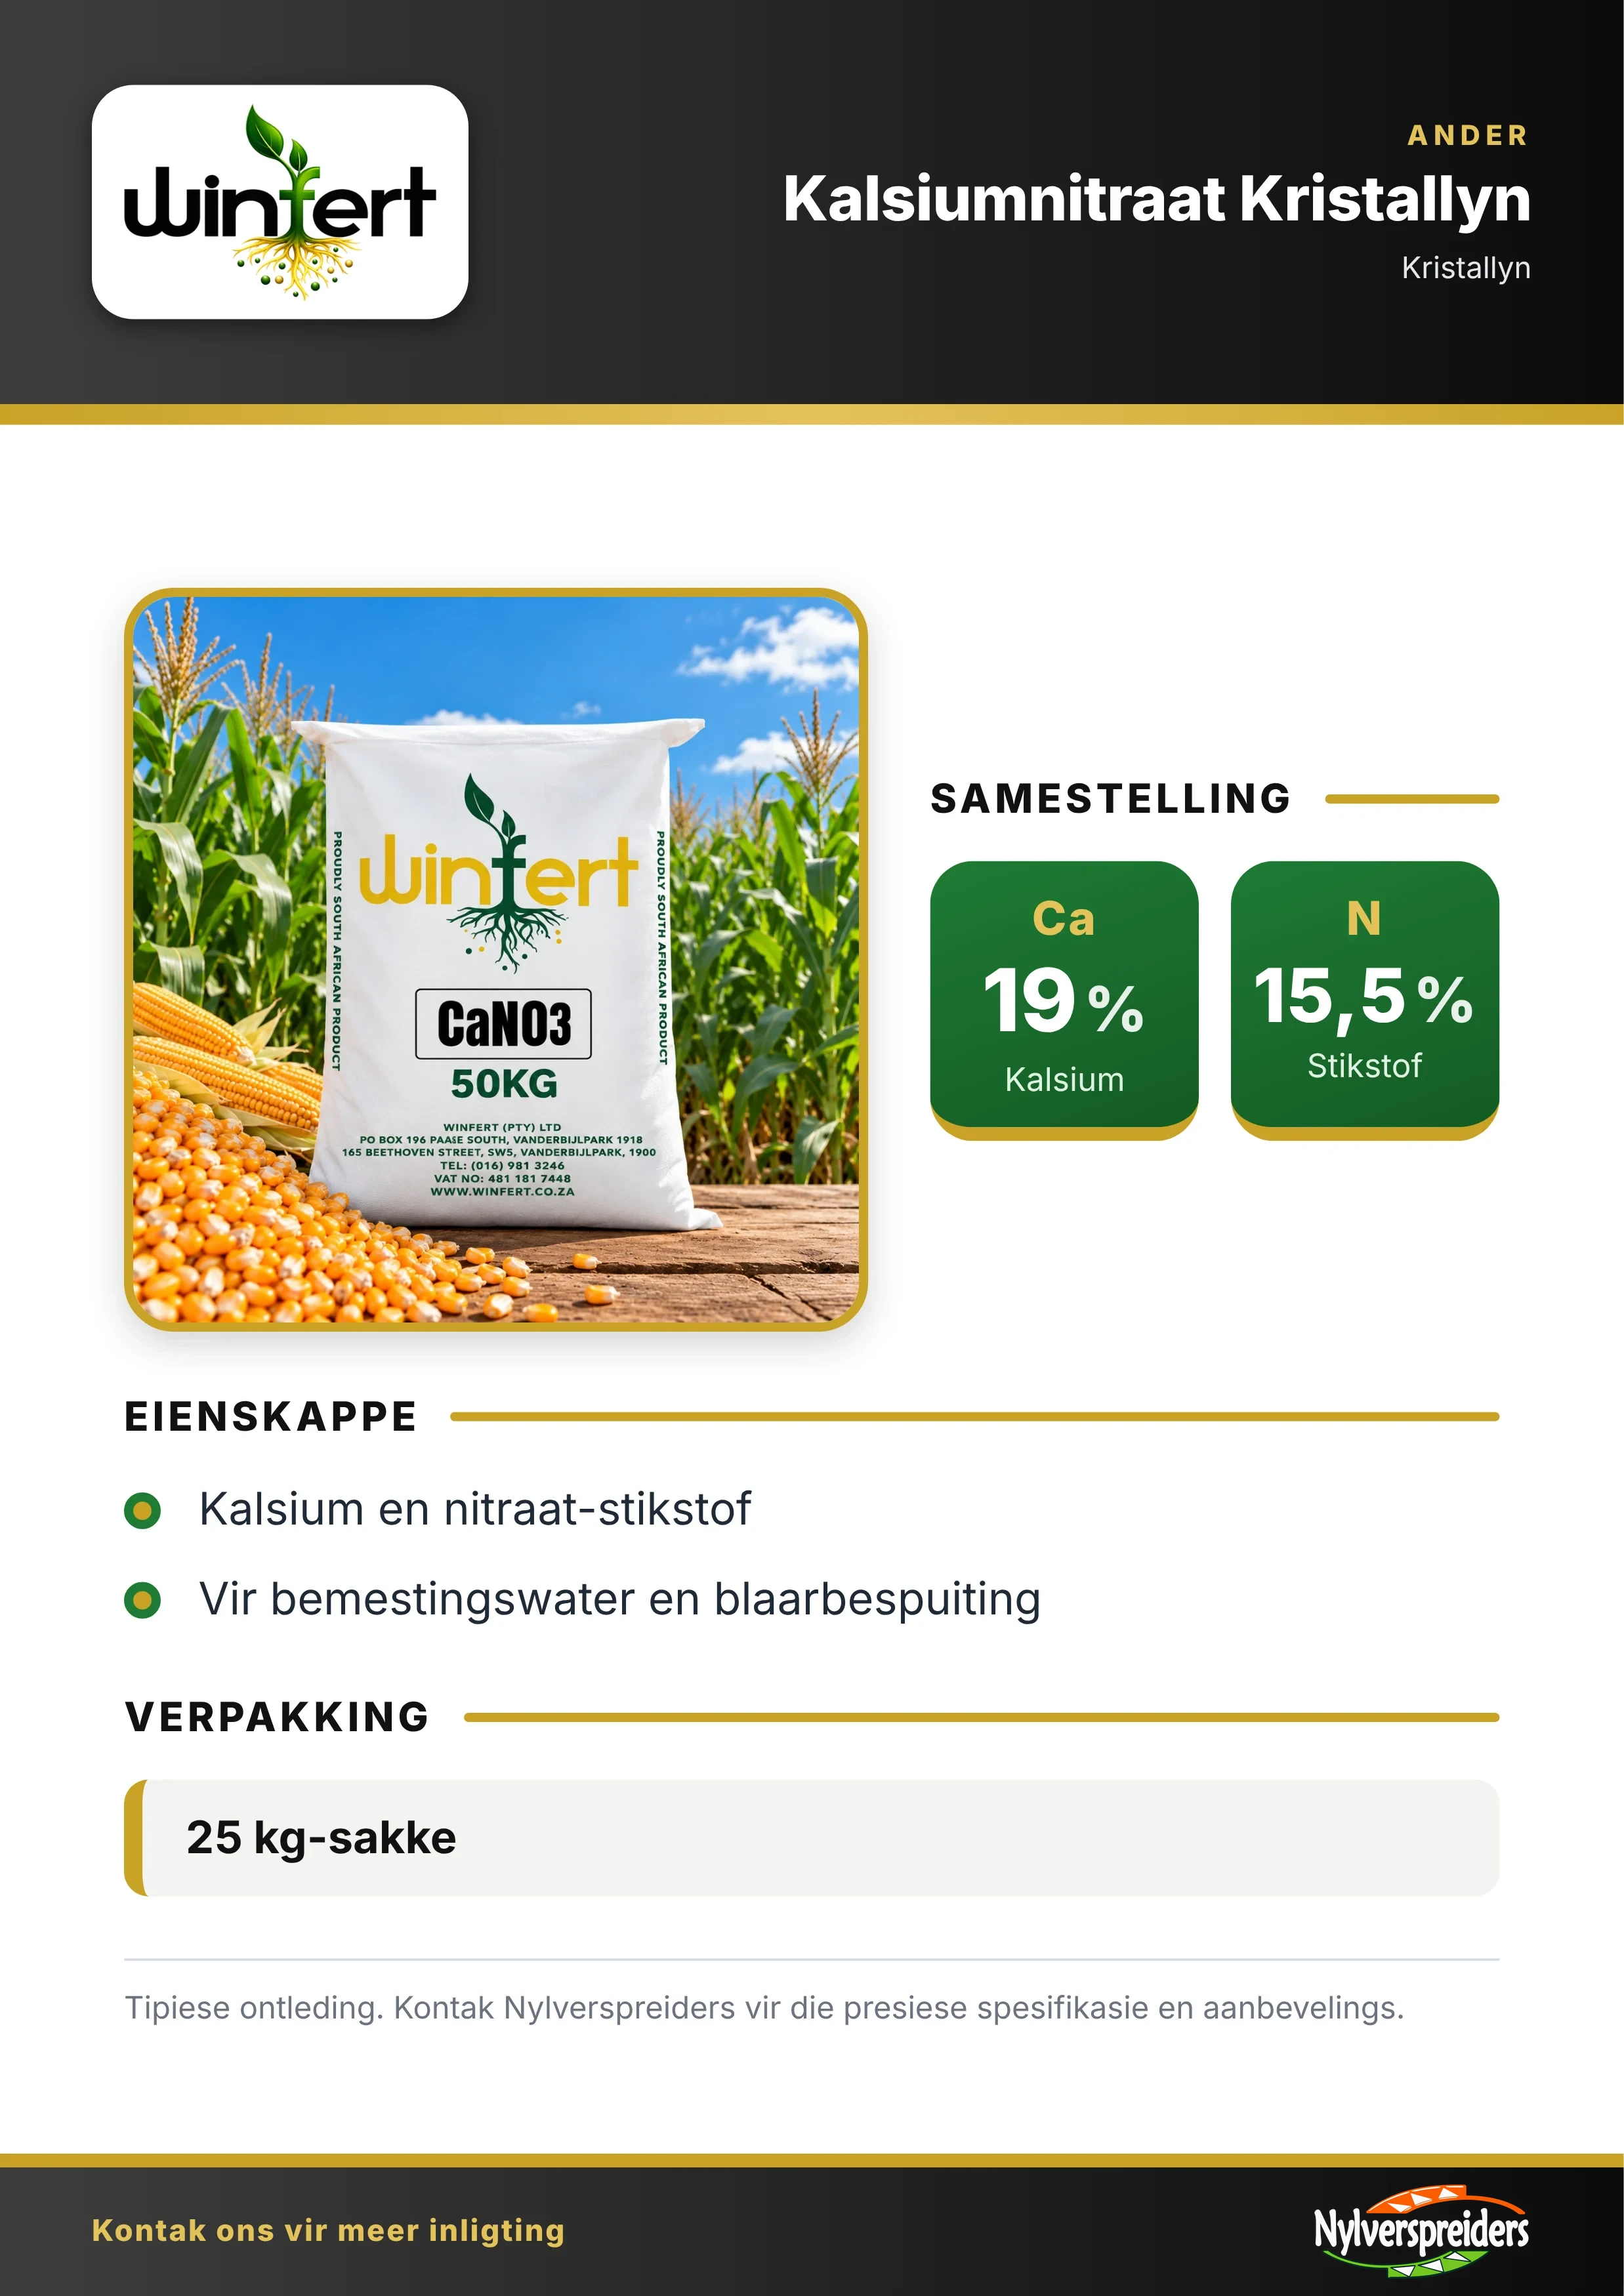 winfert
ANDER
Kalsiumnitraat Kristallyn
Kristallyn
PROUDLY SOUTH AFRICAN PRODUCT
winfert
PROUDLY SOUTH AFRICAN PRODUCT
CaNO3
50KG
WINFERT (PTY) LTD
PO BOX 196 PAASE SOUTH, VANDERBIJLPARK 1918
165 BEETHOVEN STREET, SW5, VANDERBIJLPARK, 1900
TEL: (016) 981 3246
VAT NO: 481 181 7448
WWW.WINFERT.CO.ZA
SAMESTELLING
Ca
19%
Kalsium
N
15,5%
Stikstof
EIENSKAPPE
Kalsium en nitraat-stikstof
Vir bemestingswater en blaarbespuiting
VERPAKKING
25 kg-sakke
Tipiese ontleding. Kontak Nylverspreiders vir die presiese spesifikasie en aanbevelings.
Kontak ons vir meer inligting
Nylverspreiders